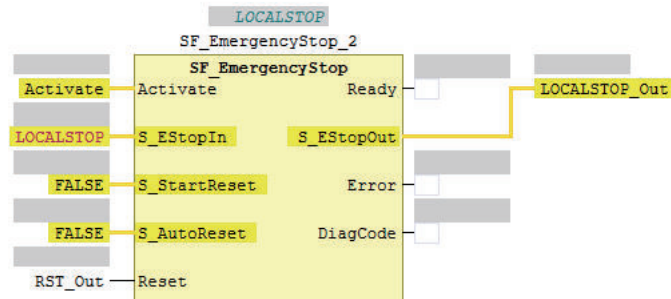 LOCALSTOP
SF_EmergencyStop_2
SF_EmergencyStop
Activate Activate Ready LOCALSTOP_Out
LOCALSTOP S_EStopIn S_EStopOut
FALSE S_StartReset Error
FALSE S_AutoReset DiagCode
RST_Out Reset